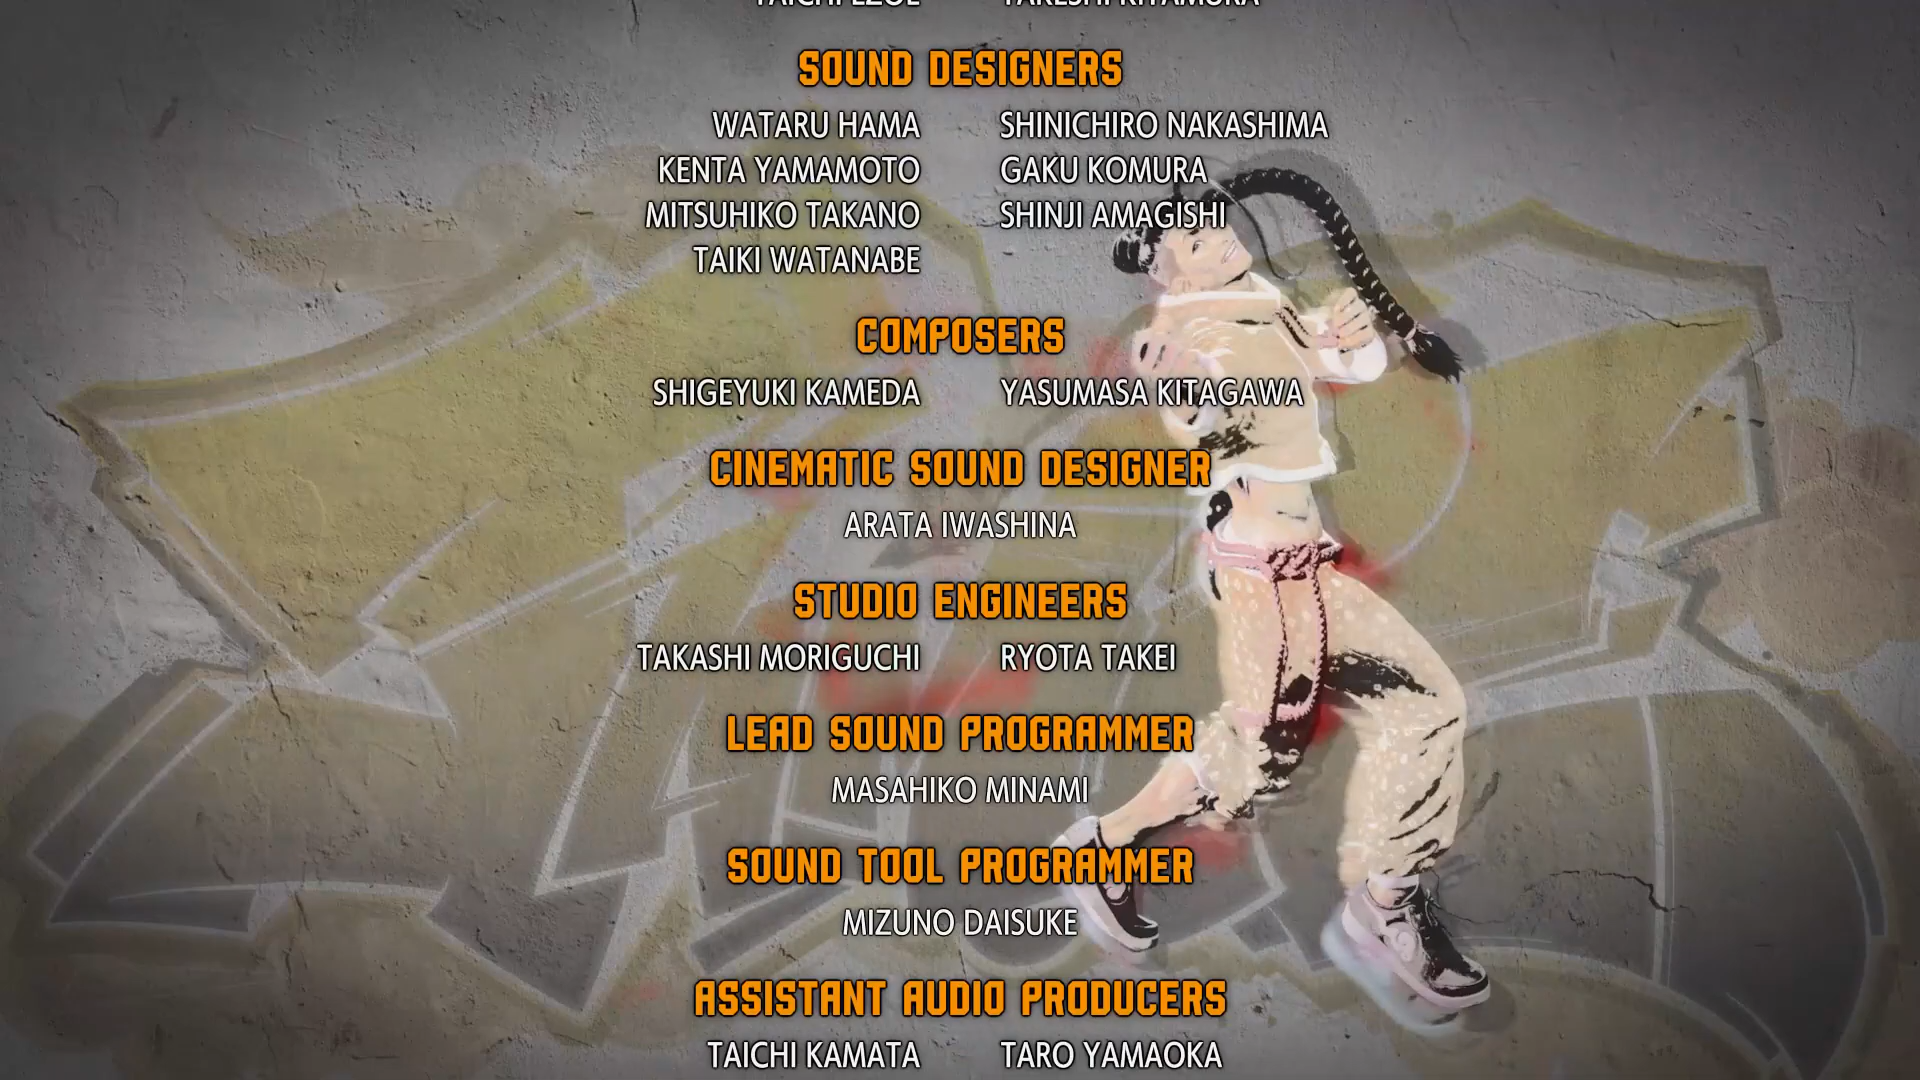 SOUND DESIGNERS
WATARU HAMA SHINICHIRO NAKASHIMA
KENTA YAMAMOTO GAKU KOMURA
MITSUHIKO TAKANO SHINJI AMAGISHI
TAIKI WATANABE
COMPOSERS
SHIGEYUKI KAMEDA YASUMASA KITAGAWA
CINEMATIC SOUND DESIGNER
ARATA IWASHINA
STUDIO ENGINEERS
TAKASHI MORIGUCHI RYOTA TAKEI
LEAD SOUND PROGRAMMER
MASAHIKO MINAMI
SOUND TOOL PROGRAMMER
MIZUNO DAISUKE
ASSISTANT AUDIO PRODUCERS
TAICHI KAMATA TARO YAMAOKA